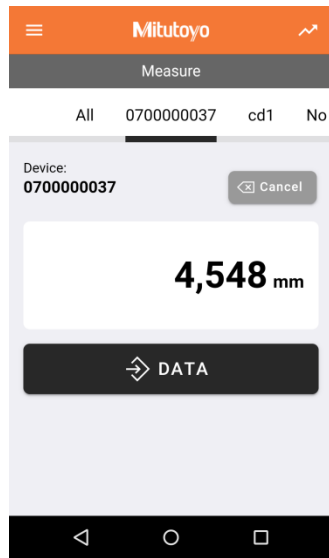 Mitutoyo
Measure
All 0700000037 cd1 No
Device:
0700000037
Cancel
4,548 mm
DATA